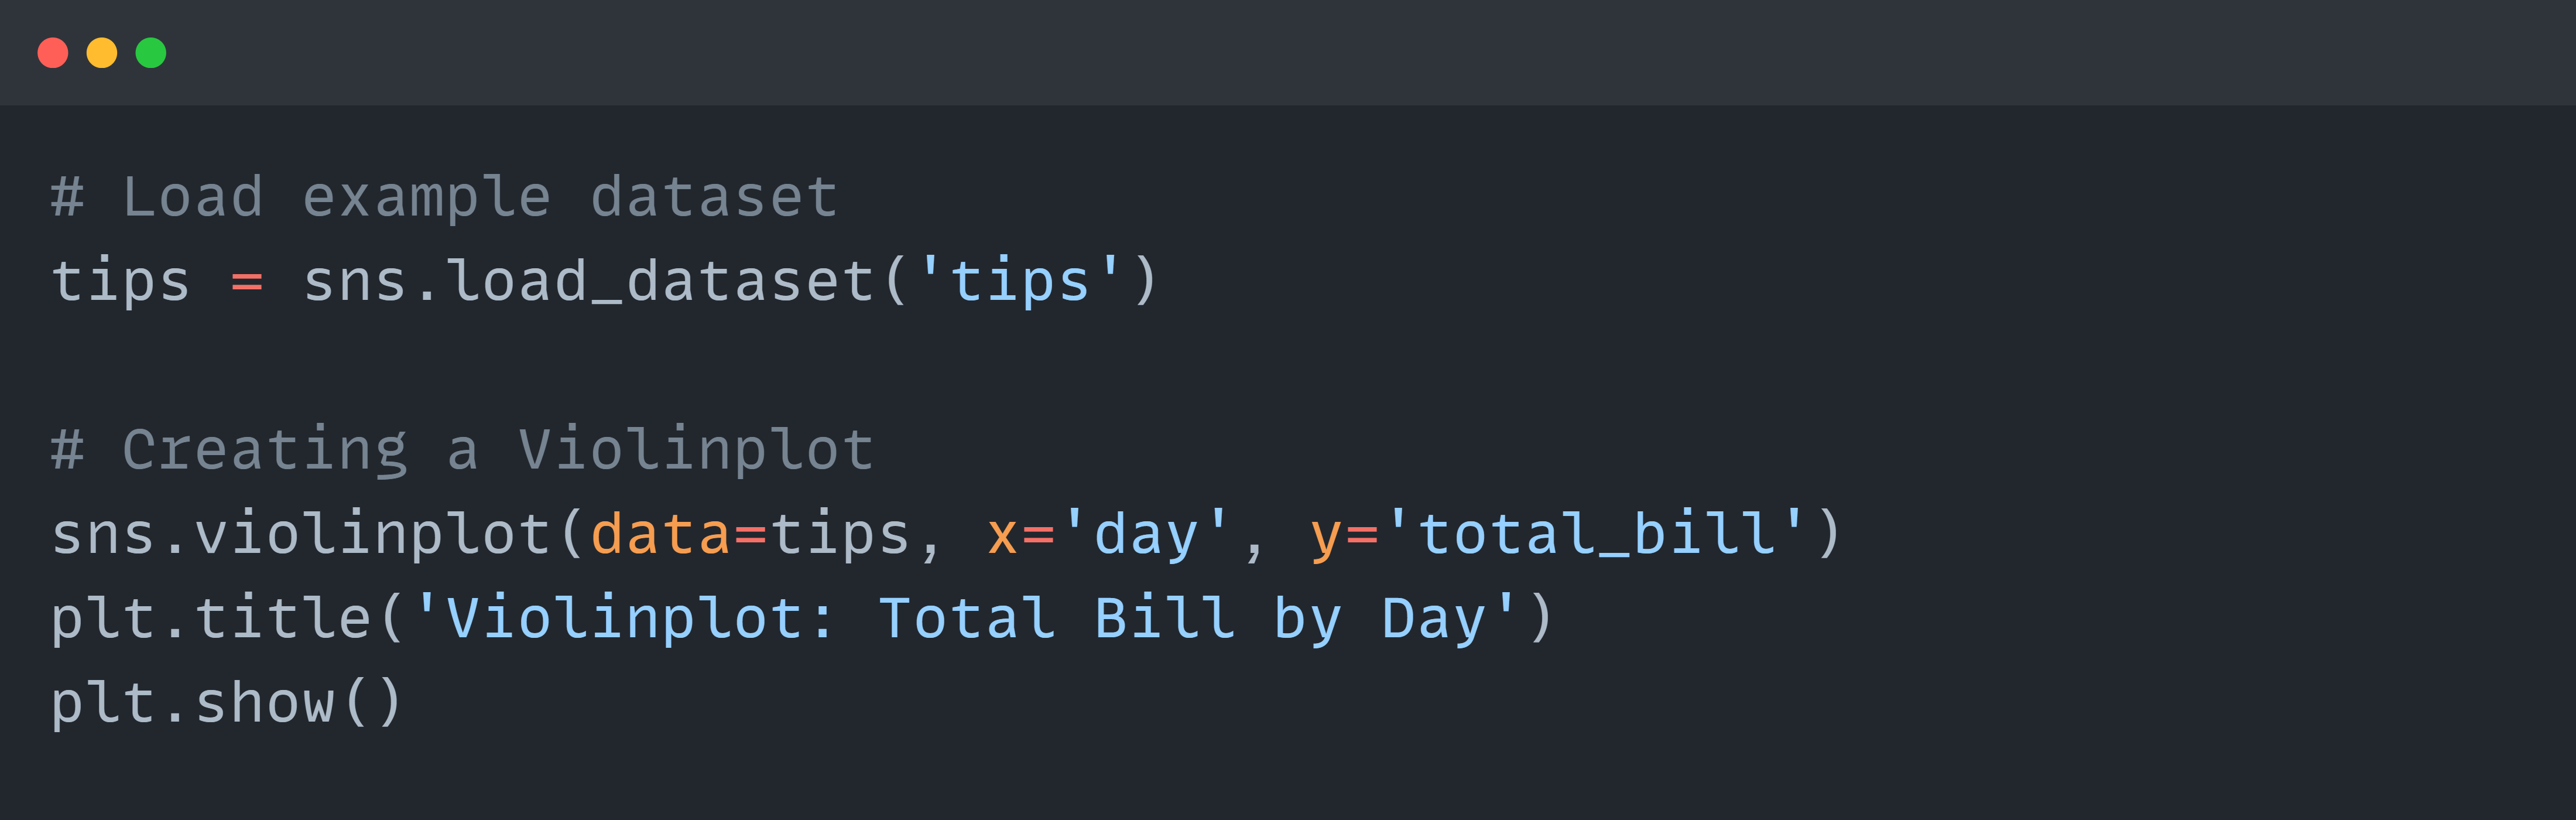 # Load example dataset
tips = sns.load_dataset('tips')
# Creating a Violinplot
sns.violinplot(data=tips, x='day', y='total_bill')
plt.title('Violinplot: Total Bill by Day')
plt.show()